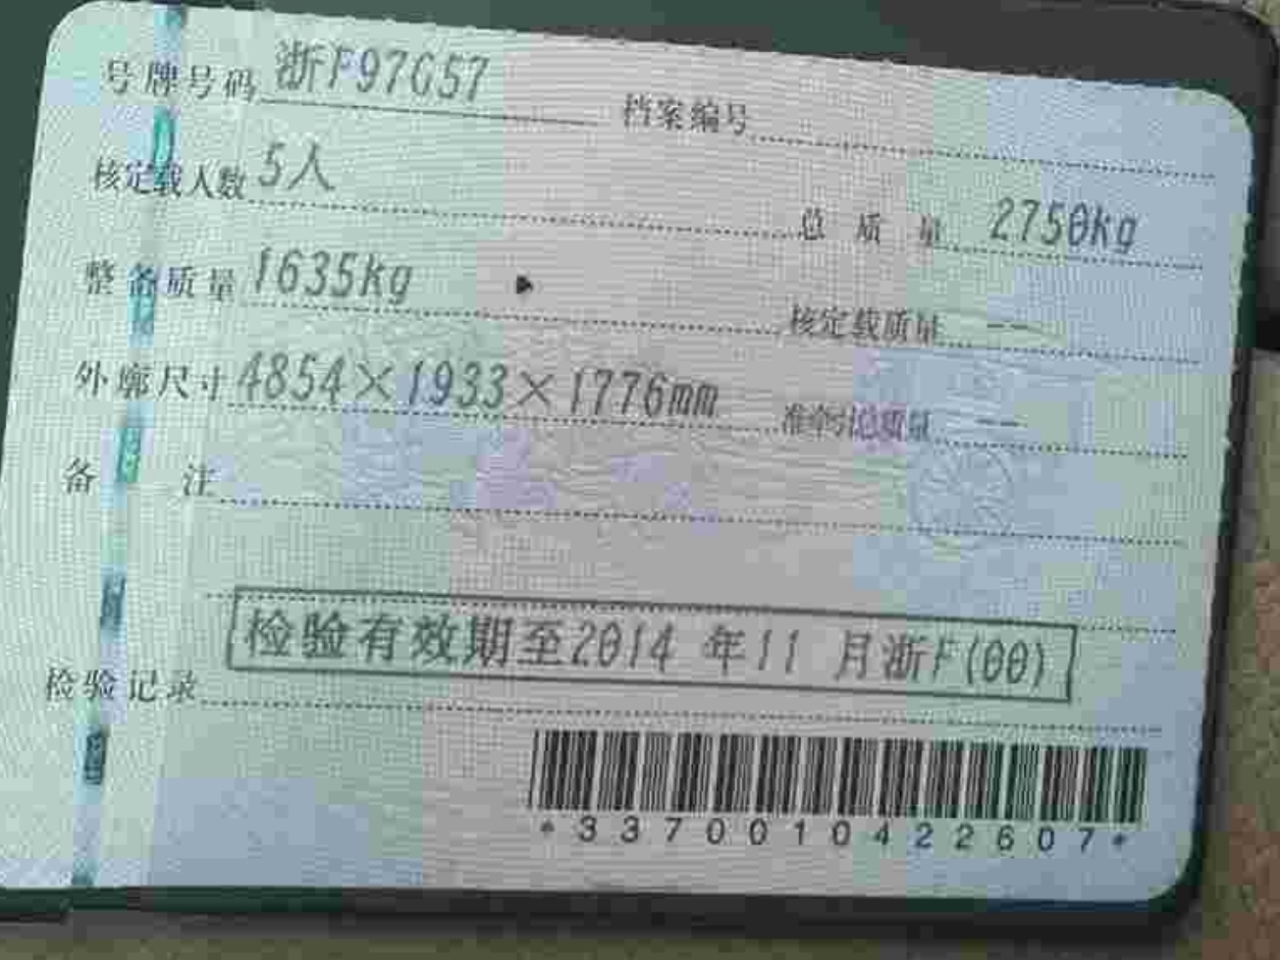 号牌号码 浙F97G57 档案编号
核定载人数 5人 总质量 2750kg
整备质量 1635kg 核定载质量 --
外廓尺寸 4854×1933×1776mm 准牵引总质量 --
备注
检验有效期至2014 年11 月浙F(00)
检验记录
*3370010422607*